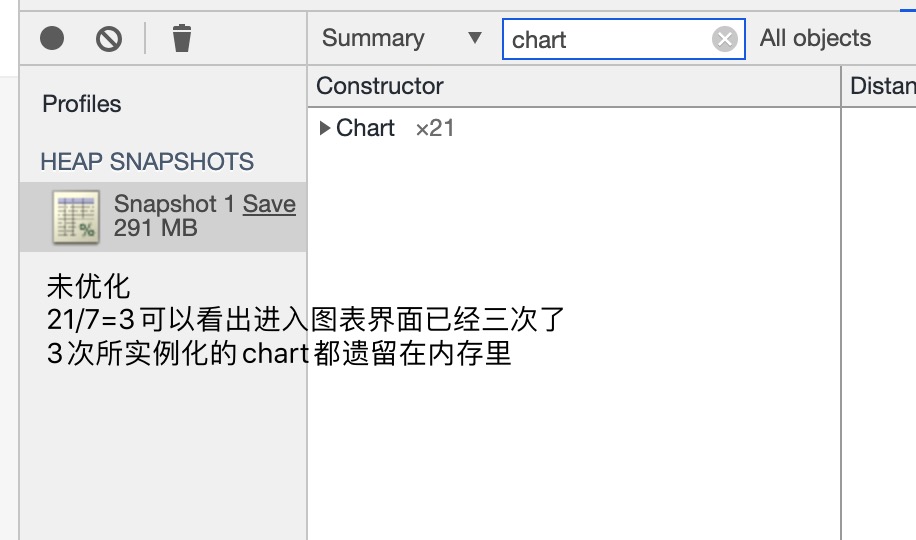 Summary ▼ chart All objects
Constructor Distan
Profiles
Chart ×21
HEAP SNAPSHOTS
Snapshot 1 Save
291 MB
未优化
21/7=3可以看出进入图表界面已经三次了
3次所实例化的chart都遗留在内存里